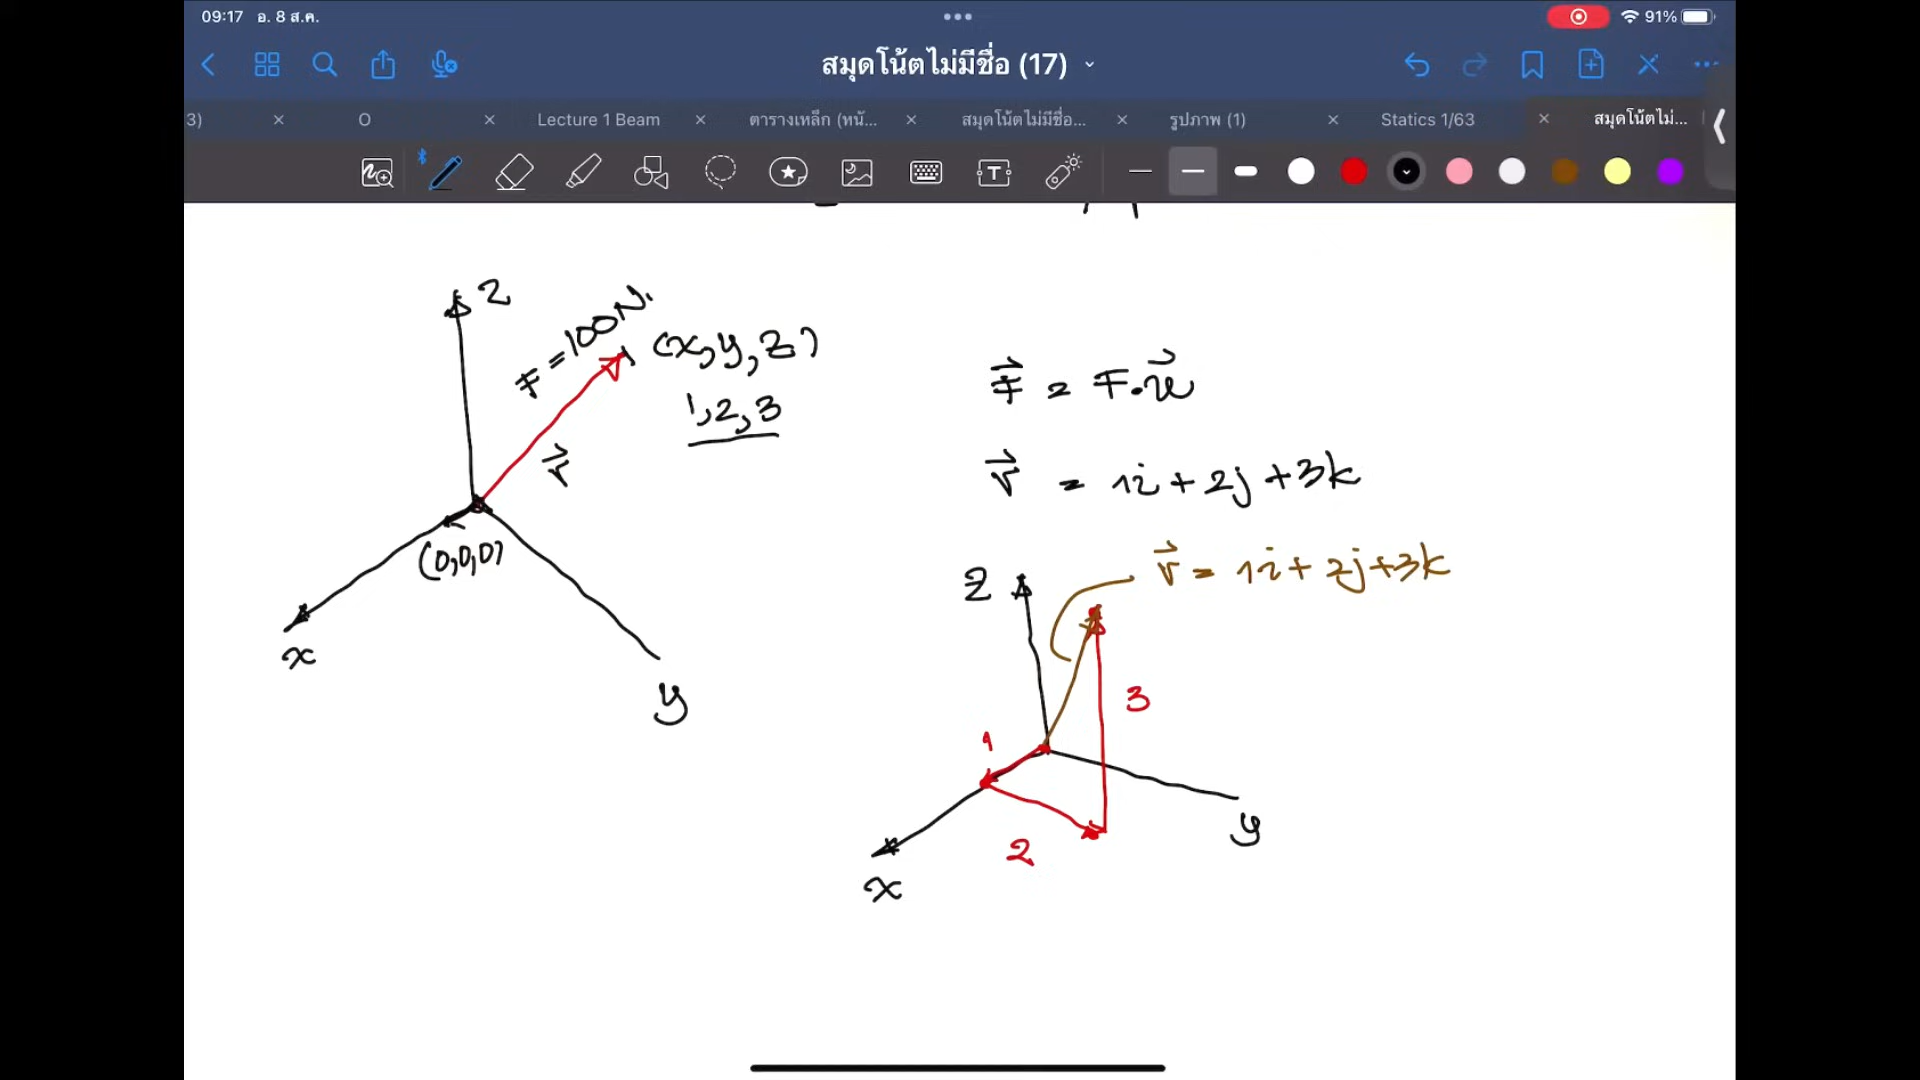 09:17 อ. 8 ส.ค.
91%
สมุดโน้ตไม่มีชื่อ (17)
3)
O
Lecture 1 Beam
ตารางเหล็ก (หนั...
สมุดโน้ตไม่มีชื่อ...
รูปภาพ (1)
Statics 1/63
สมุดโน้ตไม่...
T
z
F = 100 N.
(x, y, z)
1, 2, 3
r⃗
(0,0,0)
x
y
F⃗ = F·u⃗
r⃗ = 1i + 2j + 3k
r⃗ = 1i + 2j + 3k
z
3
1
2
y
x